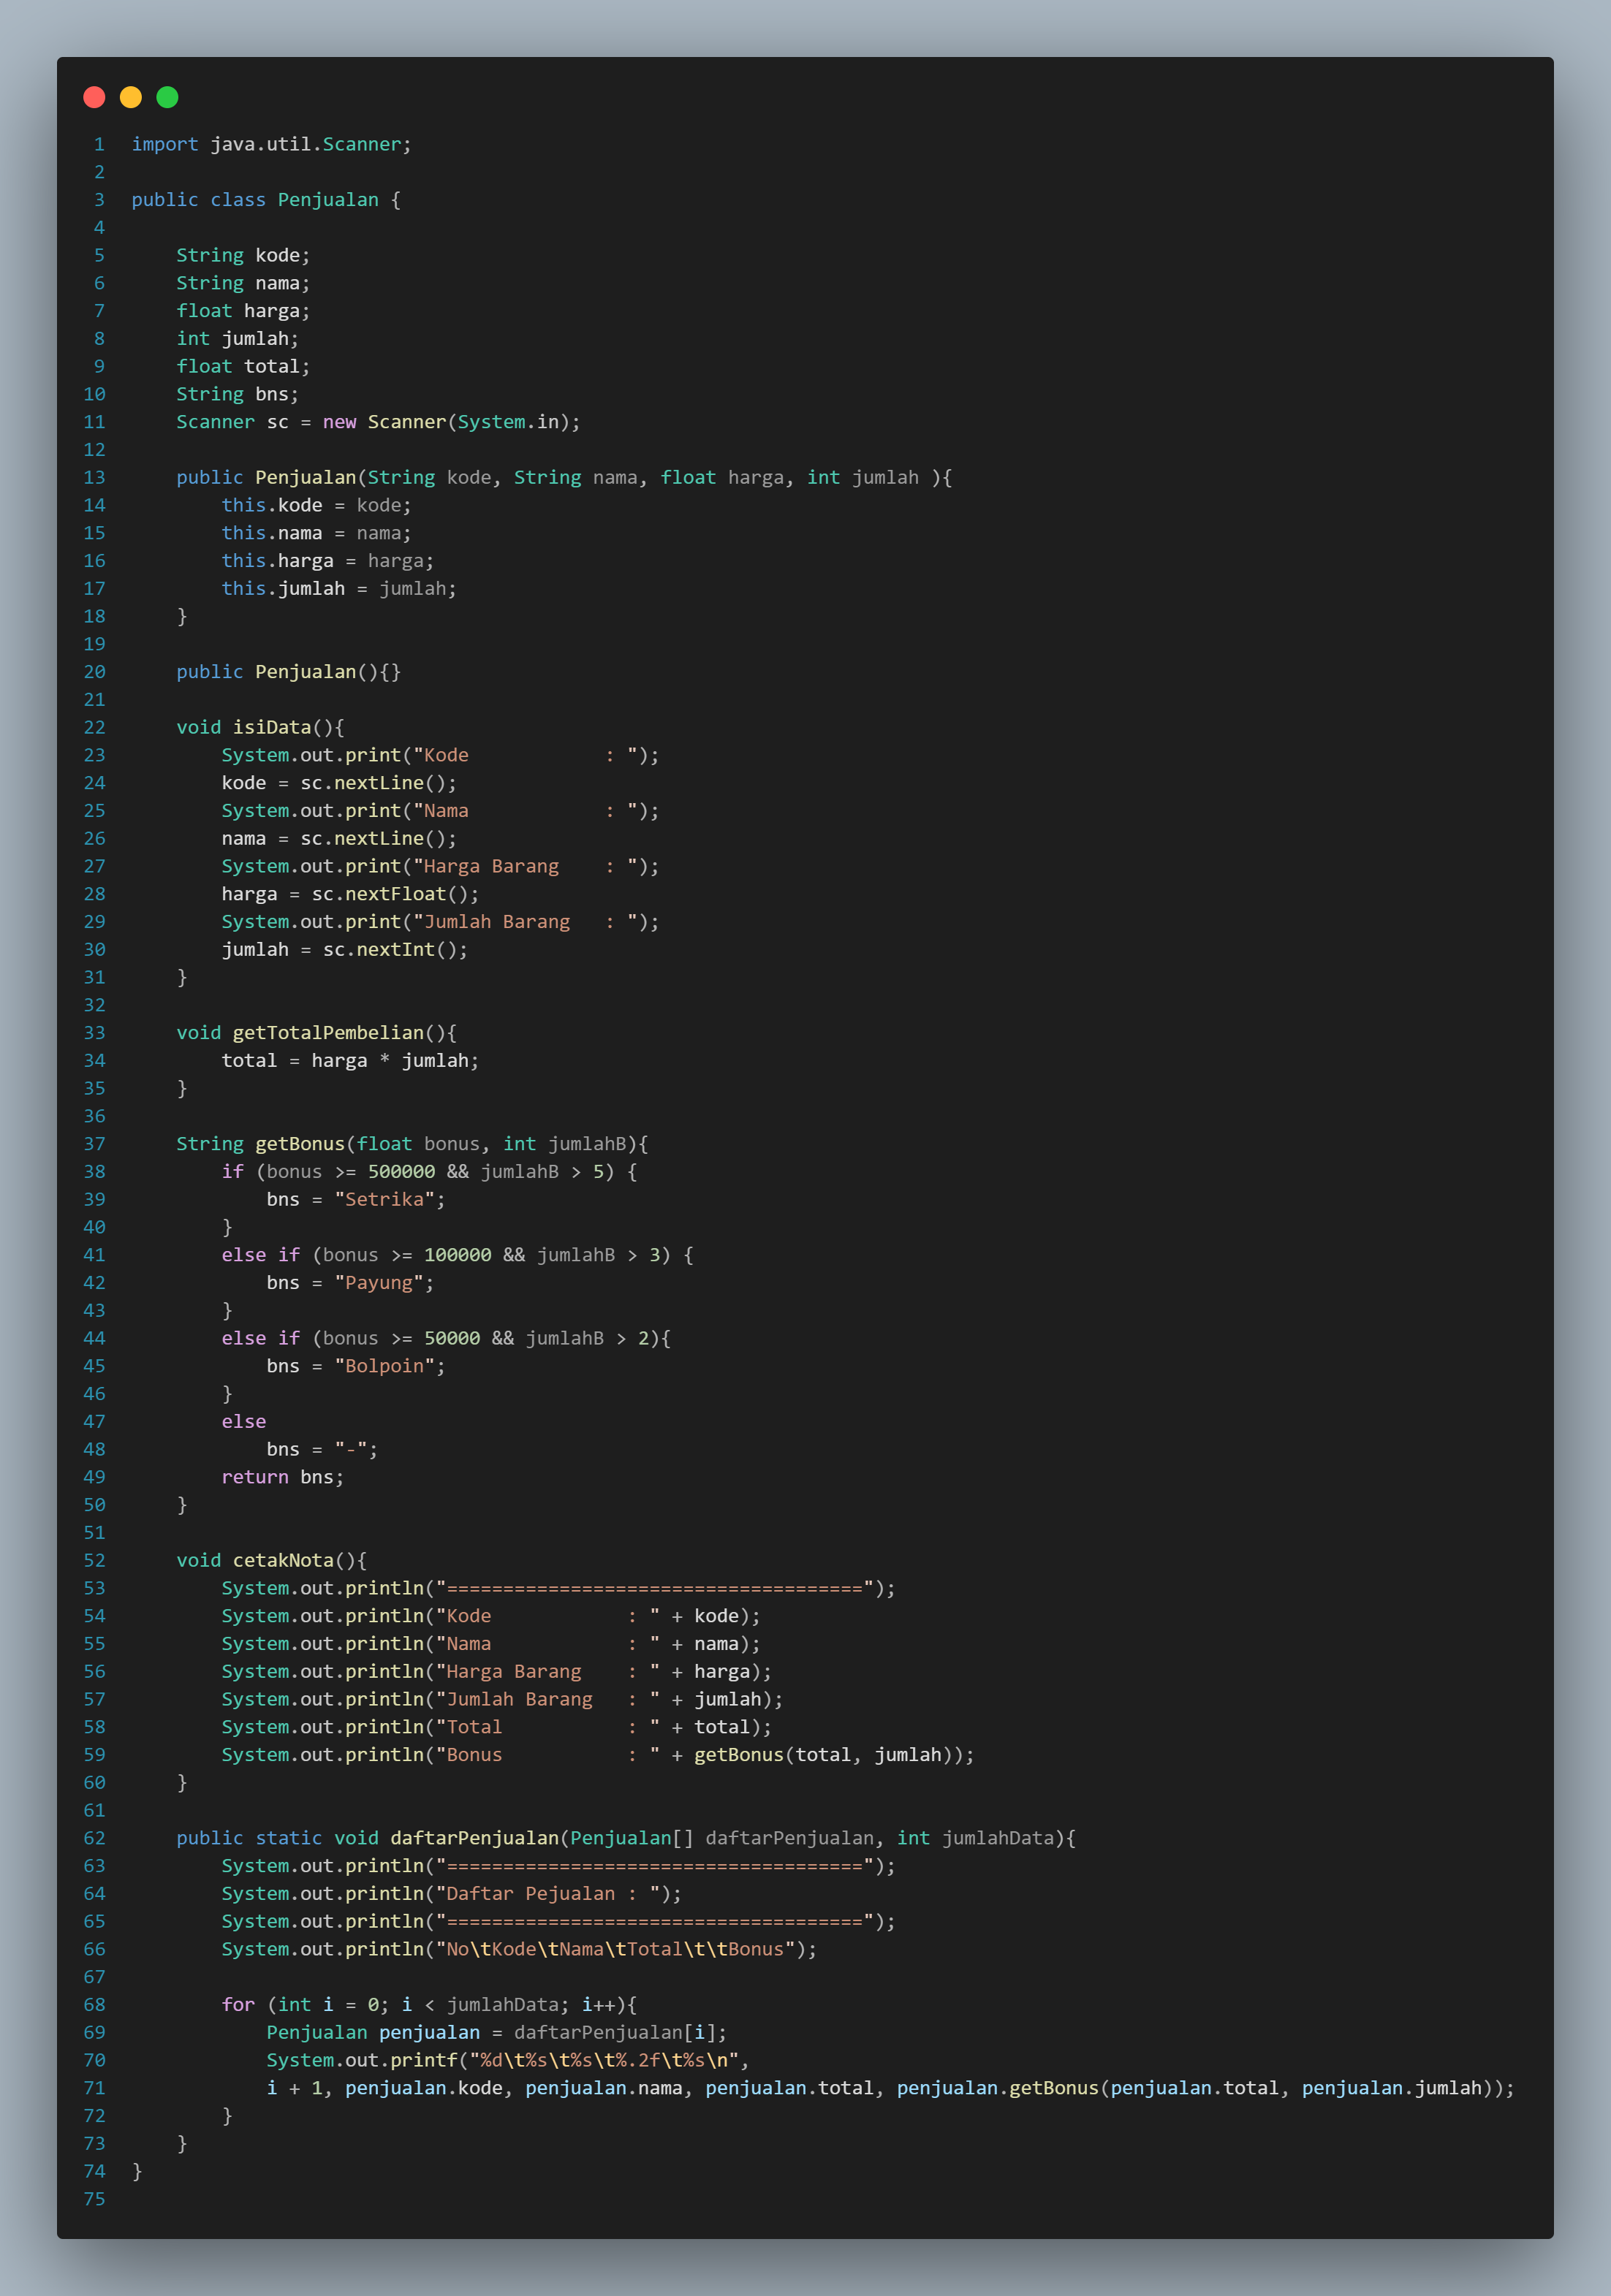 1 import java.util.Scanner;
2
3 public class Penjualan {
4
5     String kode;
6     String nama;
7     float harga;
8     int jumlah;
9     float total;
10     String bns;
11     Scanner sc = new Scanner(System.in);
12
13     public Penjualan(String kode, String nama, float harga, int jumlah ){
14         this.kode = kode;
15         this.nama = nama;
16         this.harga = harga;
17         this.jumlah = jumlah;
18     }
19
20     public Penjualan(){}
21
22     void isiData(){
23         System.out.print("Kode            : ");
24         kode = sc.nextLine();
25         System.out.print("Nama            : ");
26         nama = sc.nextLine();
27         System.out.print("Harga Barang    : ");
28         harga = sc.nextFloat();
29         System.out.print("Jumlah Barang   : ");
30         jumlah = sc.nextInt();
31     }
32
33     void getTotalPembelian(){
34         total = harga * jumlah;
35     }
36
37     String getBonus(float bonus, int jumlahB){
38         if (bonus >= 500000 && jumlahB > 5) {
39             bns = "Setrika";
40         }
41         else if (bonus >= 100000 && jumlahB > 3) {
42             bns = "Payung";
43         }
44         else if (bonus >= 50000 && jumlahB > 2){
45             bns = "Bolpoin";
46         }
47         else
48             bns = "-";
49         return bns;
50     }
51
52     void cetakNota(){
53         System.out.println("=====================================");
54         System.out.println("Kode            : " + kode);
55         System.out.println("Nama            : " + nama);
56         System.out.println("Harga Barang    : " + harga);
57         System.out.println("Jumlah Barang   : " + jumlah);
58         System.out.println("Total           : " + total);
59         System.out.println("Bonus           : " + getBonus(total, jumlah));
60     }
61
62     public static void daftarPenjualan(Penjualan[] daftarPenjualan, int jumlahData){
63         System.out.println("=====================================");
64         System.out.println("Daftar Pejualan : ");
65         System.out.println("=====================================");
66         System.out.println("No\tKode\tNama\tTotal\t\tBonus");
67
68         for (int i = 0; i < jumlahData; i++){
69             Penjualan penjualan = daftarPenjualan[i];
70             System.out.printf("%d\t%s\t%s\t%.2f\t%s\n",
71             i + 1, penjualan.kode, penjualan.nama, penjualan.total, penjualan.getBonus(penjualan.total, penjualan.jumlah));
72         }
73     }
74 }
75